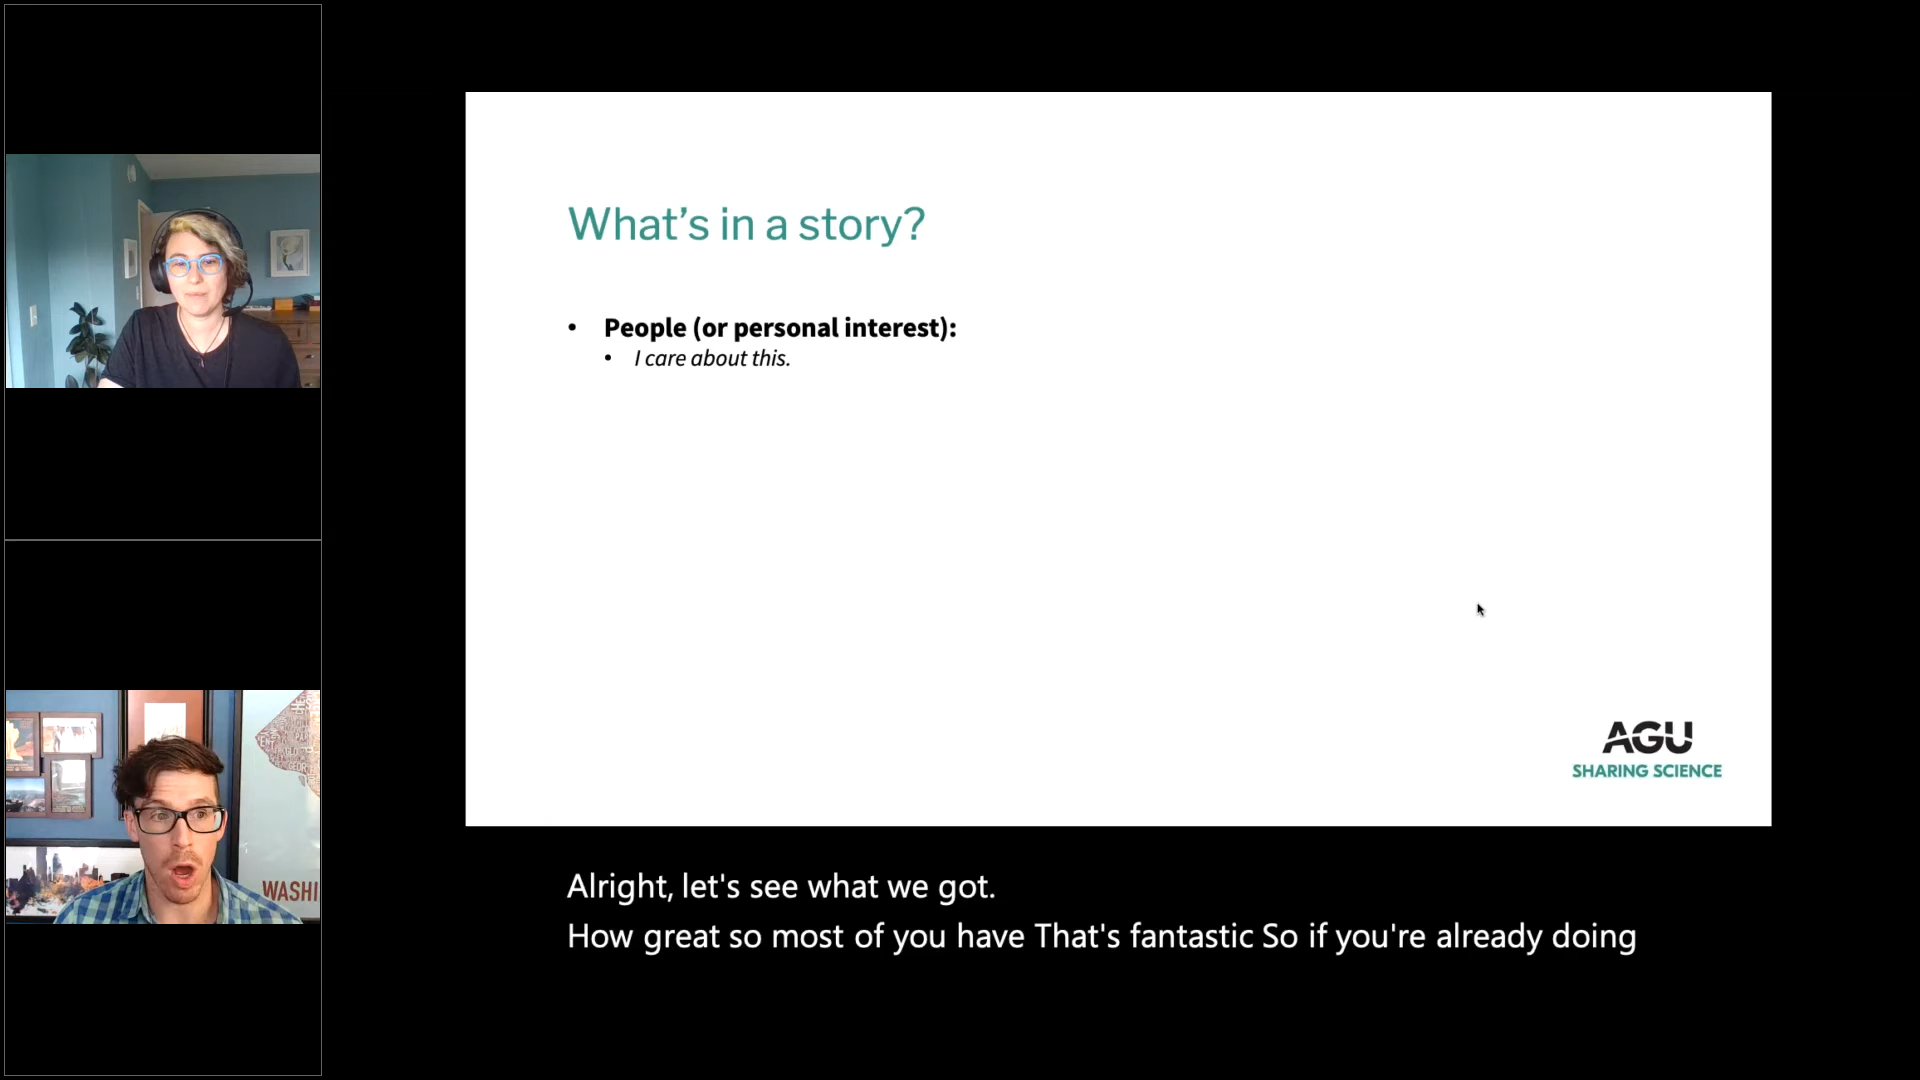 What's in a story?
• People (or personal interest):
• I care about this.
AGU
SHARING SCIENCE
Alright, let's see what we got.
How great so most of you have That's fantastic So if you're already doing
WASHI